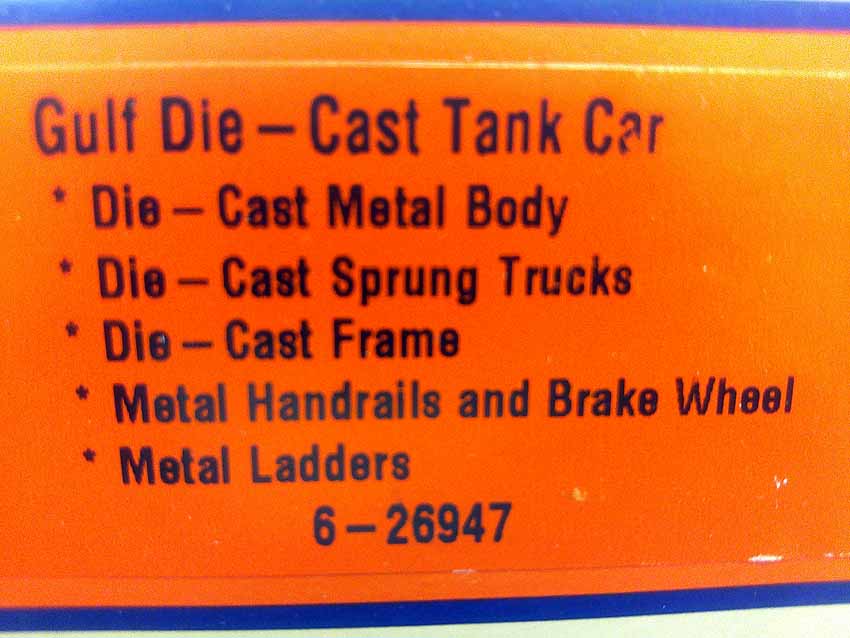 Gulf Die – Cast Tank Car
* Die – Cast Metal Body
* Die – Cast Sprung Trucks
* Die – Cast Frame
* Metal Handrails and Brake Wheel
* Metal Ladders
6 – 26947